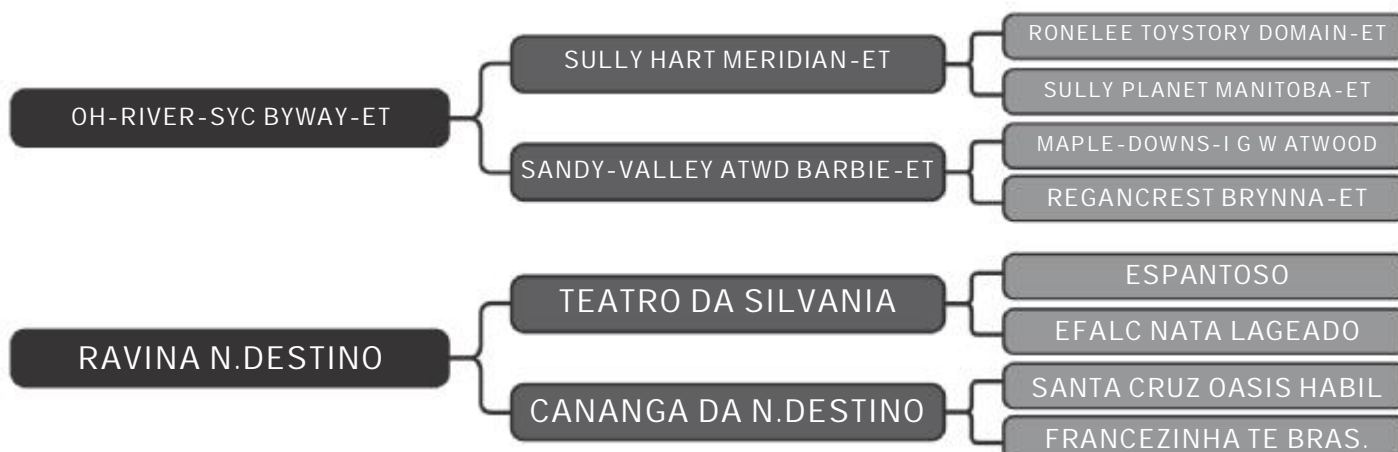 OH-RIVER-SYC BYWAY-ET
SULLY HART MERIDIAN-ET
RONELEE TOYSTORY DOMAIN-ET
SULLY PLANET MANITOBA-ET
SANDY-VALLEY ATWD BARBIE-ET
MAPLE-DOWNS-I G W ATWOOD
REGANCREST BRYNNA-ET
RAVINA N.DESTINO
TEATRO DA SILVANIA
ESPANTOSO
EFALC NATA LAGEADO
CANANGA DA N.DESTINO
SANTA CRUZ OASIS HABIL
FRANCEZINHA TE BRAS.